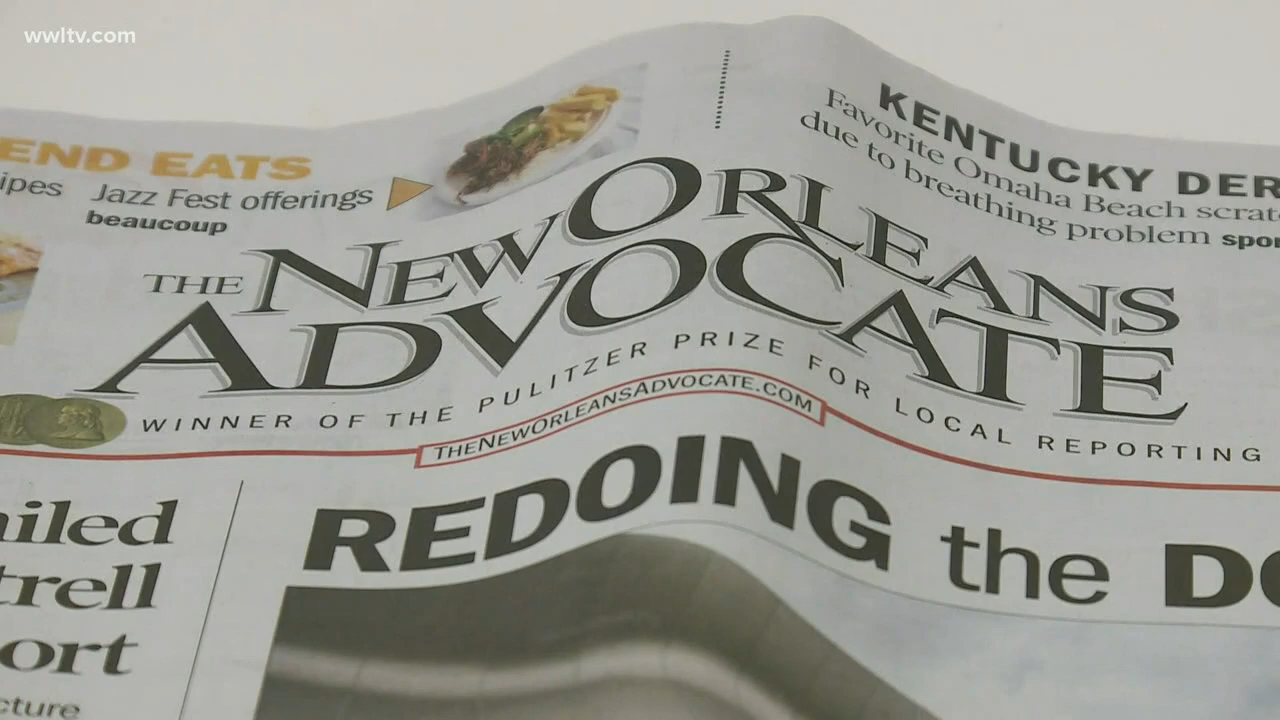 wwltv.com
END EATS
ipes Jazz Fest offerings
beaucoup
KENTUCKY DER
Favorite Omaha Beach scrat
due to breathing problem spor
THE NEW ORLEANS
ADVOCATE
WINNER OF THE PULITZER PRIZE FOR LOCAL REPORTING
THENEWORLEANSADVOCATE.COM
REDOING the DO
ailed
trell
ort
cture